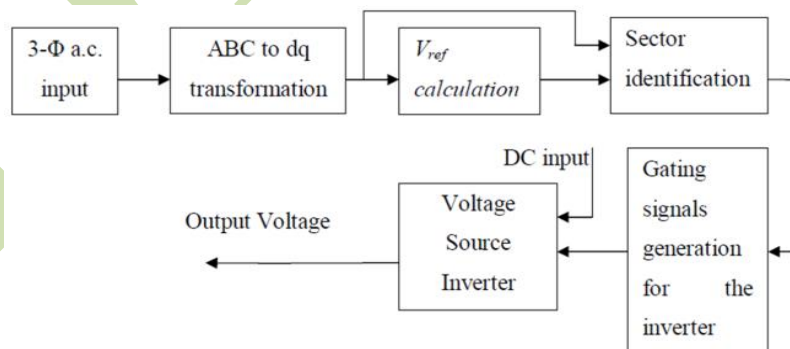 3-Φ a.c.
input
ABC to dq
transformation
Vref
calculation
Sector
identification
DC input
Gating
signals
generation
for the
inverter
Voltage
Source
Inverter
Output Voltage